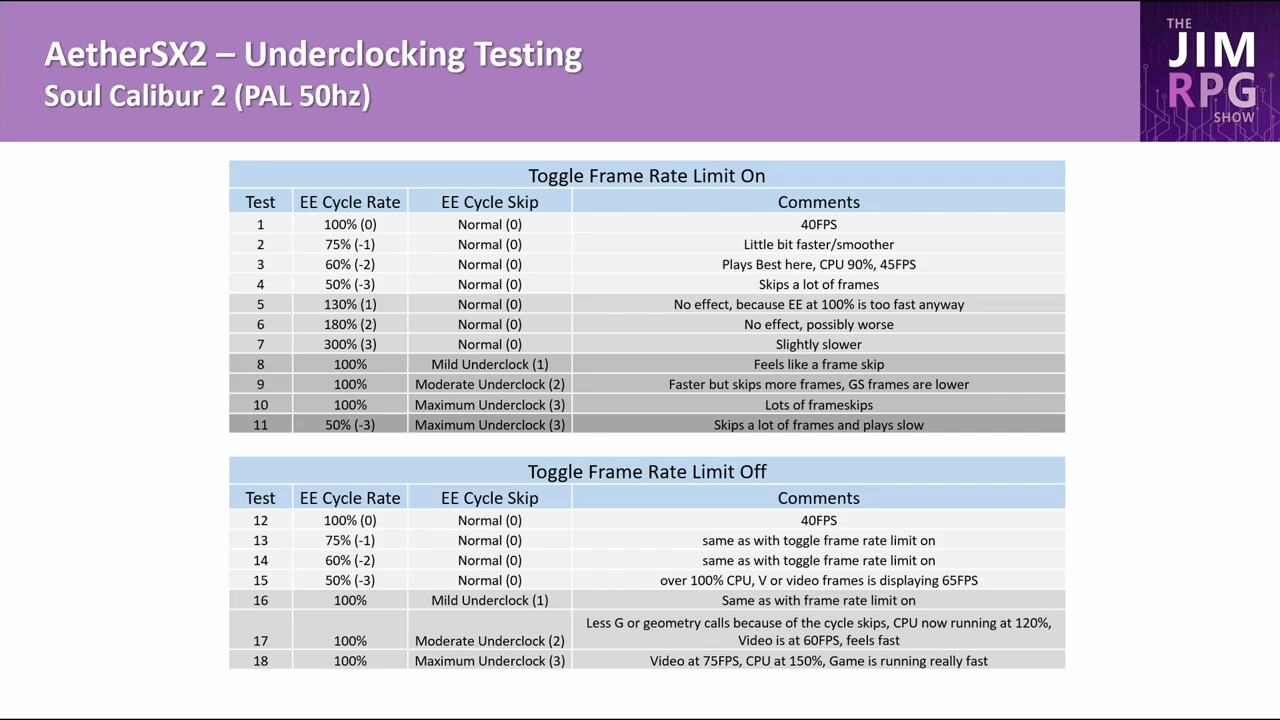 AetherSX2 – Underclocking Testing
Soul Calibur 2 (PAL 50hz)
THE
JIM
RPG
SHOW
Toggle Frame Rate Limit On
Test EE Cycle Rate EE Cycle Skip Comments
1 100% (0) Normal (0) 40FPS
2 75% (-1) Normal (0) Little bit faster/smoother
3 60% (-2) Normal (0) Plays Best here, CPU 90%, 45FPS
4 50% (-3) Normal (0) Skips a lot of frames
5 130% (1) Normal (0) No effect, because EE at 100% is too fast anyway
6 180% (2) Normal (0) No effect, possibly worse
7 300% (3) Normal (0) Slightly slower
8 100% Mild Underclock (1) Feels like a frame skip
9 100% Moderate Underclock (2) Faster but skips more frames, GS frames are lower
10 100% Maximum Underclock (3) Lots of frameskips
11 50% (-3) Maximum Underclock (3) Skips a lot of frames and plays slow
Toggle Frame Rate Limit Off
Test EE Cycle Rate EE Cycle Skip Comments
12 100% (0) Normal (0) 40FPS
13 75% (-1) Normal (0) same as with toggle frame rate limit on
14 60% (-2) Normal (0) same as with toggle frame rate limit on
15 50% (-3) Normal (0) over 100% CPU, V or video frames is displaying 65FPS
16 100% Mild Underclock (1) Same as with frame rate limit on
Less G or geometry calls because of the cycle skips, CPU now running at 120%,
17 100% Moderate Underclock (2) Video is at 60FPS, feels fast
18 100% Maximum Underclock (3) Video at 75FPS, CPU at 150%, Game is running really fast